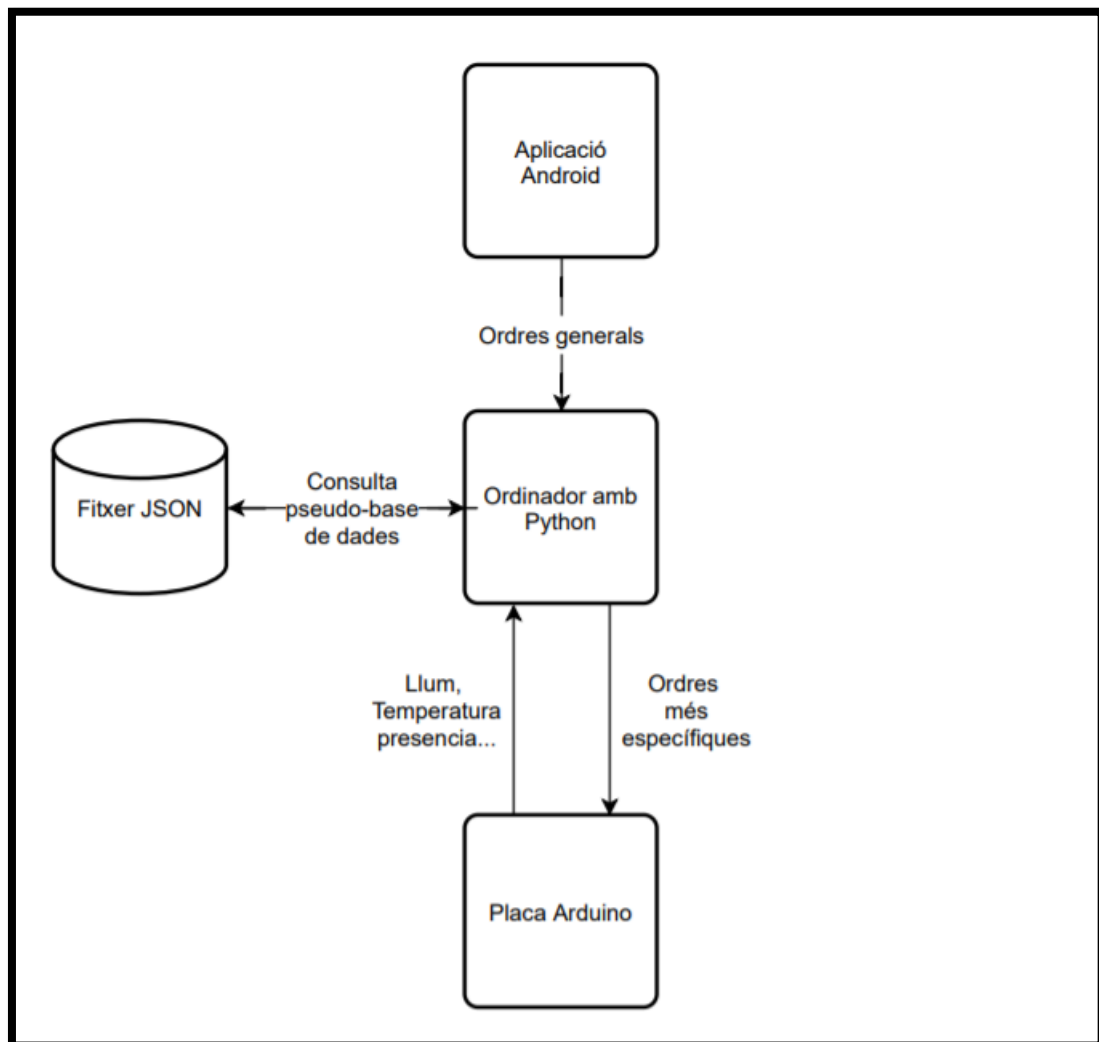 Aplicació
Android
Ordres generals
Fitxer JSON
Consulta
pseudo-base
de dades
Ordinador amb
Python
Llum,
Temperatura
presencia...
Ordres
més
específiques
Placa Arduino